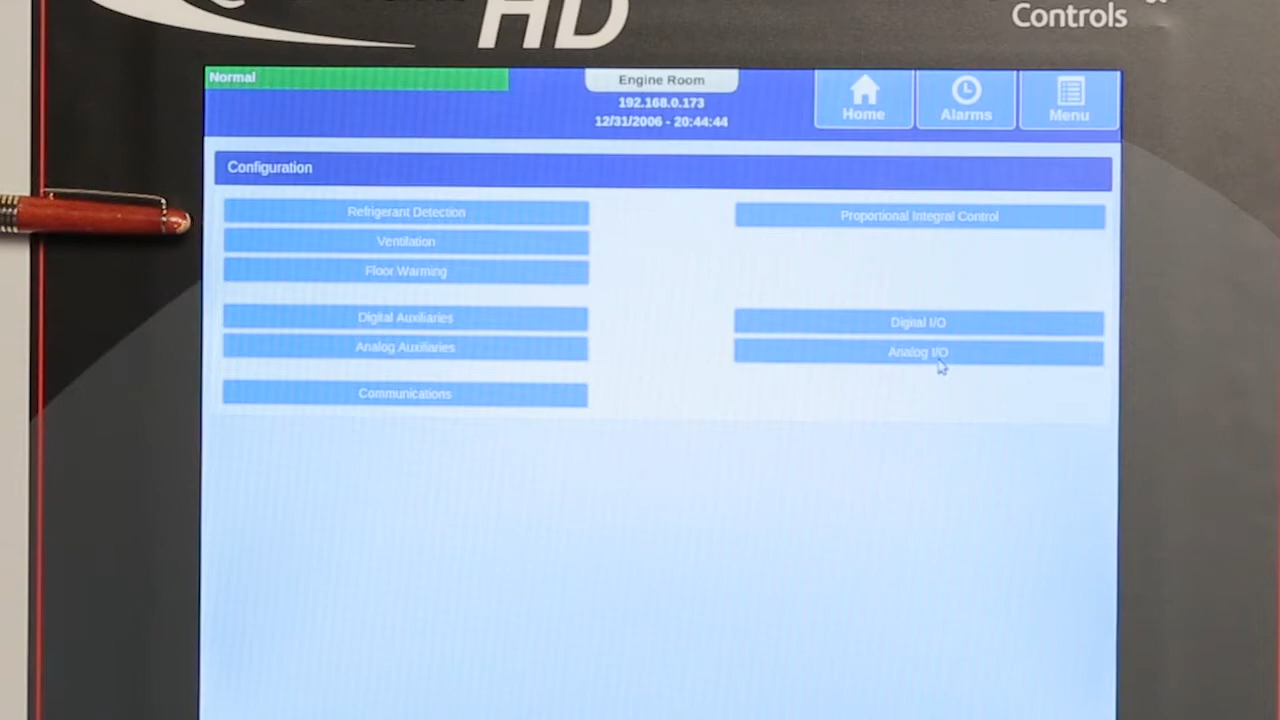 HD
Controls
Normal
Engine Room
192.168.0.173
12/31/2006 - 20:44:44
Home
Alarms
Menu
Configuration
Refrigerant Detection
Proportional Integral Control
Ventilation
Floor Warming
Digital Auxiliaries
Digital I/O
Analog Auxiliaries
Analog I/O
Communications